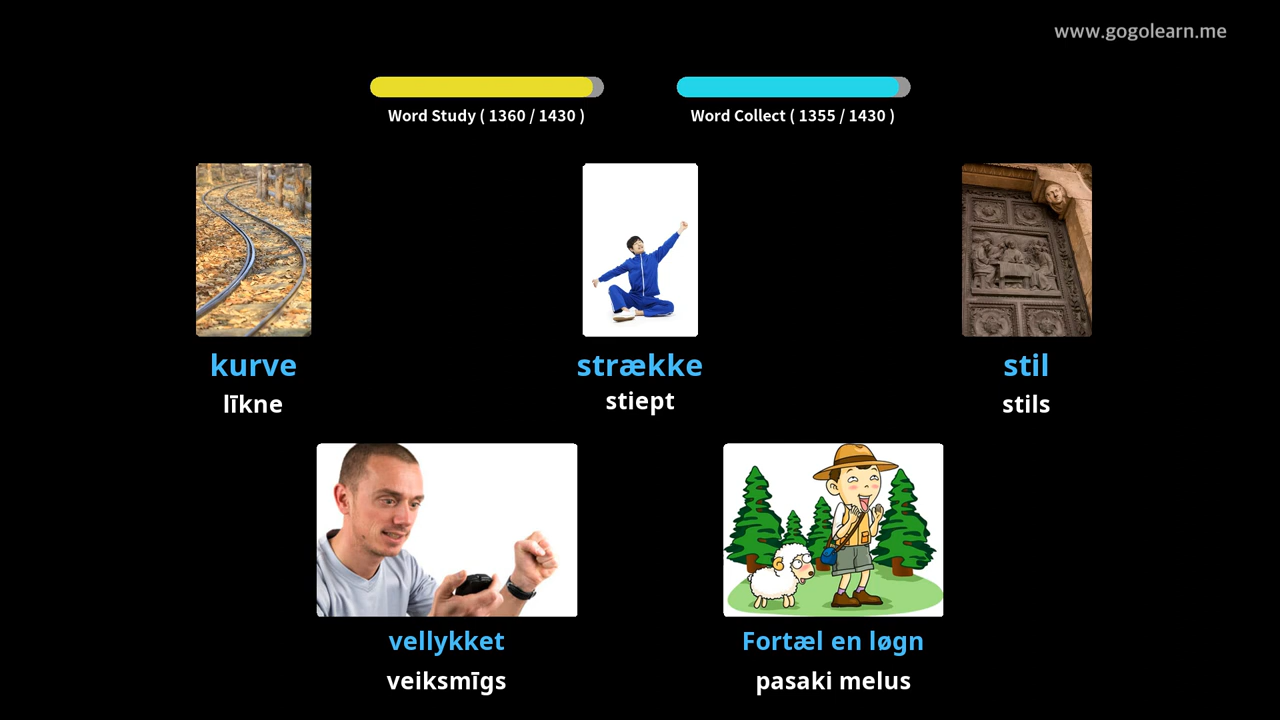 www.gogolearn.me
Word Study ( 1360 / 1430 )
Word Collect ( 1355 / 1430 )
kurve
līkne
strække
stiept
stil
stils
vellykket
veiksmīgs
Fortæl en løgn
pasaki melus